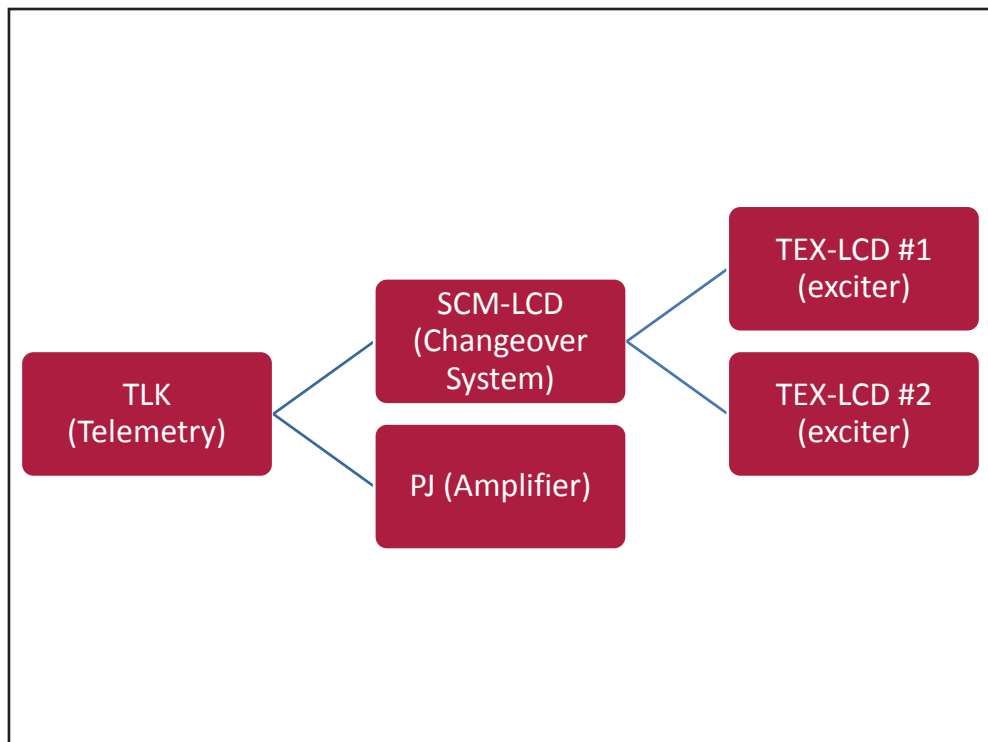 TLK
(Telemetry)
SCM-LCD
(Changeover
System)
PJ (Amplifier)
TEX-LCD #1
(exciter)
TEX-LCD #2
(exciter)